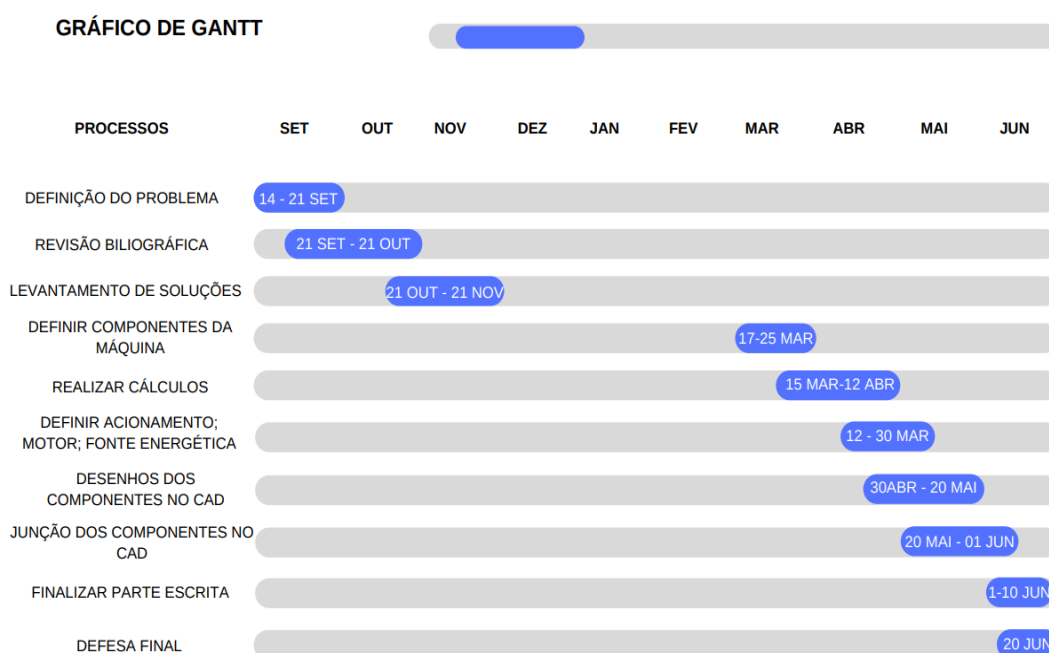 GRÁFICO DE GANTT
PROCESSOS SET OUT NOV DEZ JAN FEV MAR ABR MAI JUN
DEFINIÇÃO DO PROBLEMA 14 - 21 SET
REVISÃO BILIOGRÁFICA 21 SET - 21 OUT
LEVANTAMENTO DE SOLUÇÕES 21 OUT - 21 NOV
DEFINIR COMPONENTES DA
MÁQUINA 17-25 MAR
REALIZAR CÁLCULOS 15 MAR-12 ABR
DEFINIR ACIONAMENTO;
MOTOR; FONTE ENERGÉTICA 12 - 30 MAR
DESENHOS DOS
COMPONENTES NO CAD 30ABR - 20 MAI
JUNÇÃO DOS COMPONENTES NO
CAD 20 MAI - 01 JUN
FINALIZAR PARTE ESCRITA 1-10 JUN
DEFESA FINAL 20 JUN